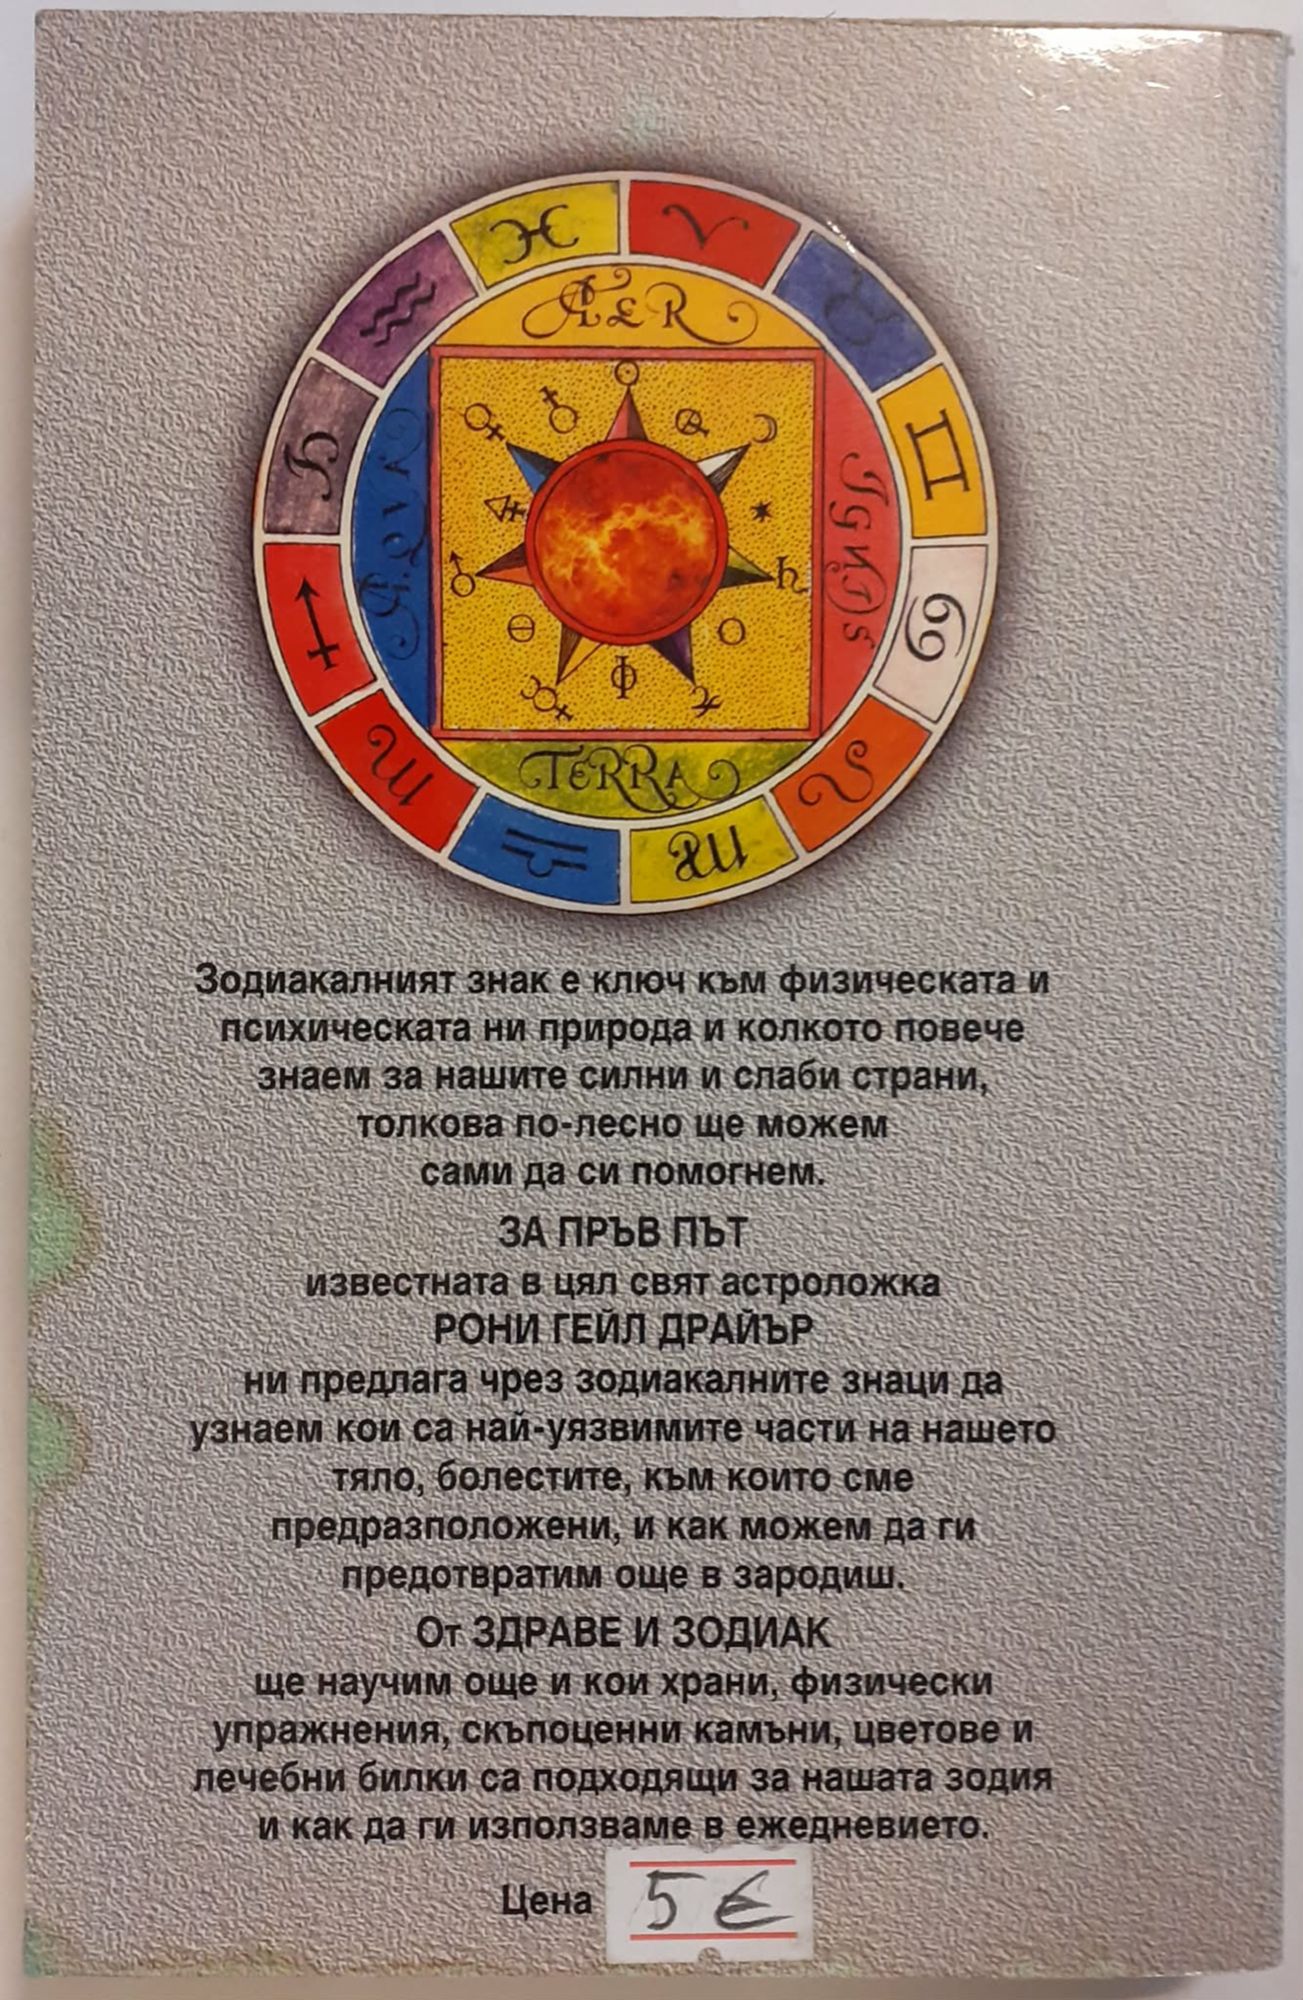 AER
AQUA
Ignis
TERRA
Зодиакалният знак е ключ към физическата и
психическата ни природа и колкото повече
знаем за нашите силни и слаби страни,
толкова по-лесно ще можем
сами да си помогнем.
ЗА ПРЪВ ПЪТ
известната в цял свят астроложка
РОНИ ГЕЙЛ ДРАЙЪР
ни предлага чрез зодиакалните знаци да
узнаем кои са най-уязвимите части на нашето
тяло, болестите, към които сме
предразположени, и как можем да ги
предотвратим още в зародиш.
От ЗДРАВЕ И ЗОДИАК
ще научим още и кои храни, физически
упражнения, скъпоценни камъни, цветове и
лечебни билки са подходящи за нашата зодия
и как да ги използваме в ежедневието.
Цена 5 €